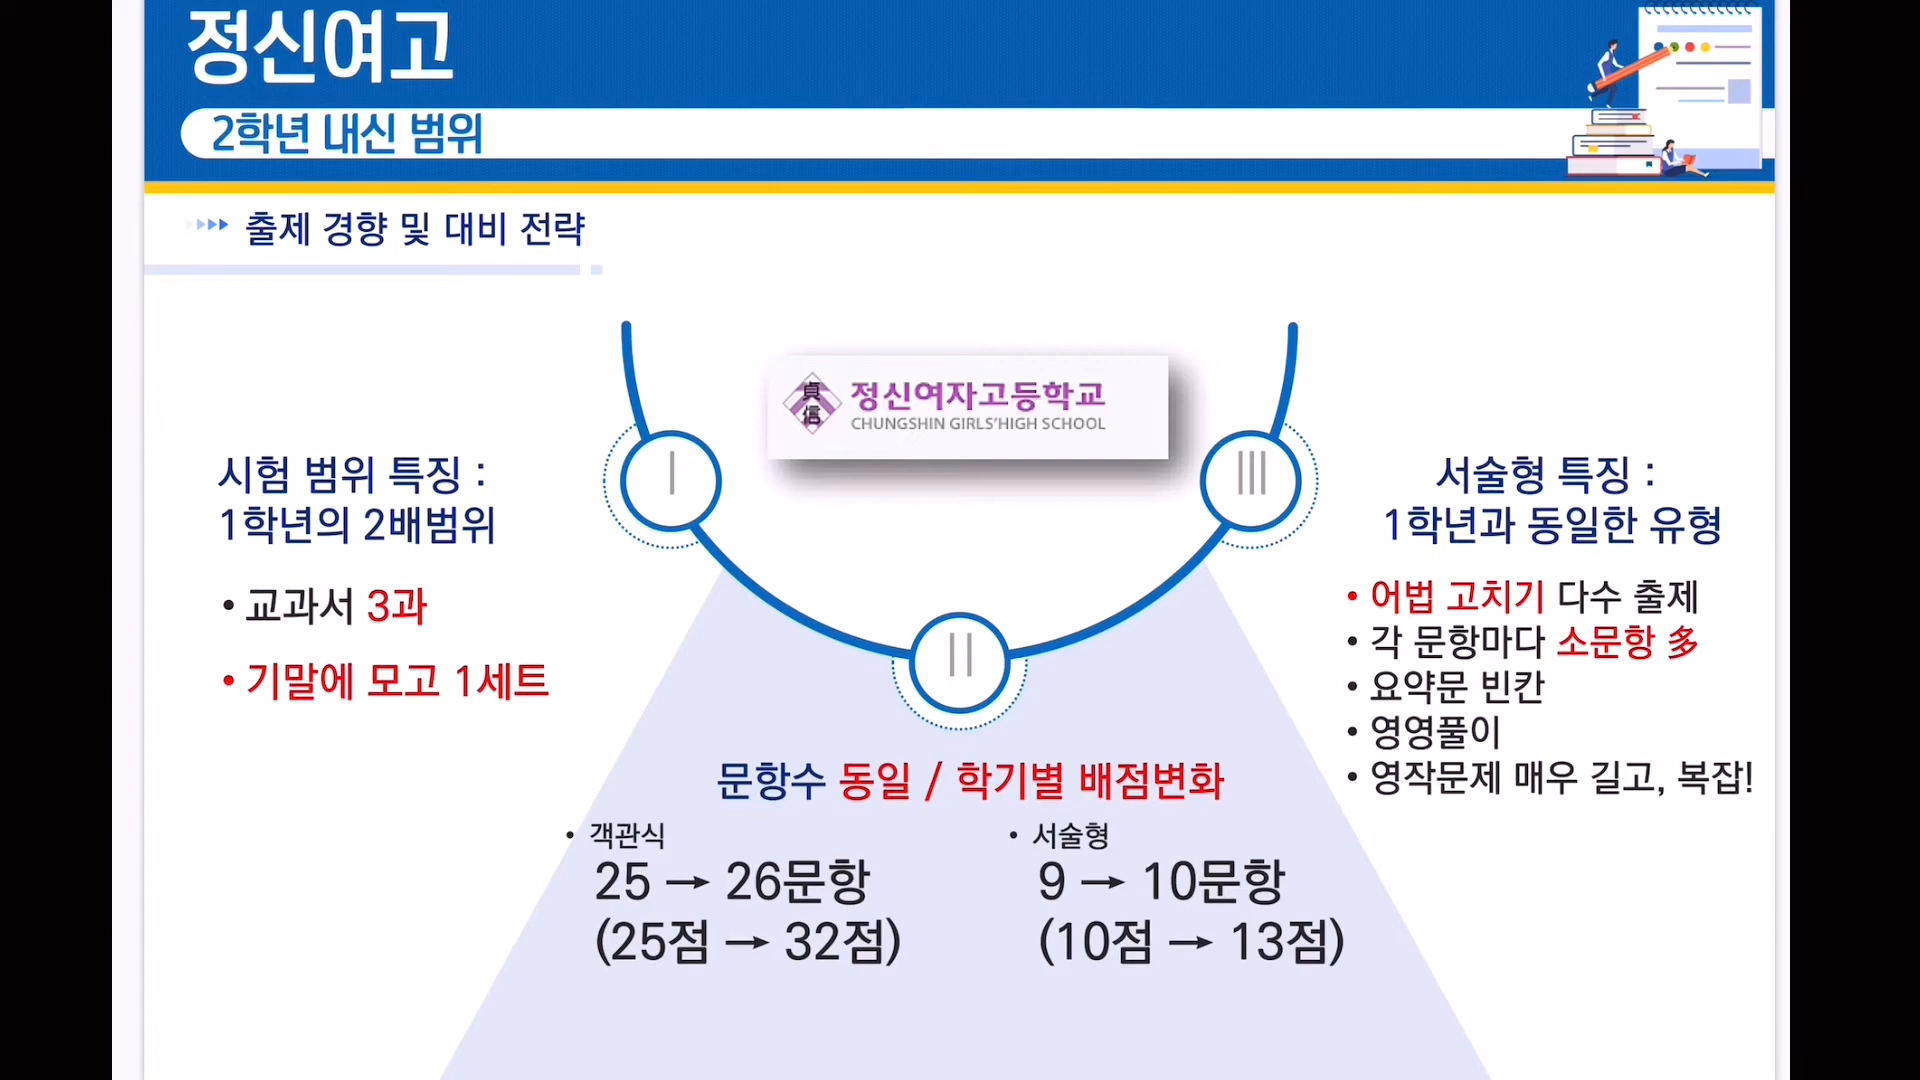 정신여고
2학년 내신 범위
출제 경향 및 대비 전략
貞信
정신여자고등학교
CHUNGSHIN GIRLS'HIGH SCHOOL
Ⅰ
시험 범위 특징 :
1학년의 2배범위
• 교과서 3과
• 기말에 모고 1세트
Ⅱ
문항수 동일 / 학기별 배점변화
• 객관식
25 → 26문항
(25점 → 32점)
• 서술형
9 → 10문항
(10점 → 13점)
Ⅲ
서술형 특징 :
1학년과 동일한 유형
• 어법 고치기 다수 출제
• 각 문항마다 소문항 多
• 요약문 빈칸
• 영영풀이
• 영작문제 매우 길고, 복잡!